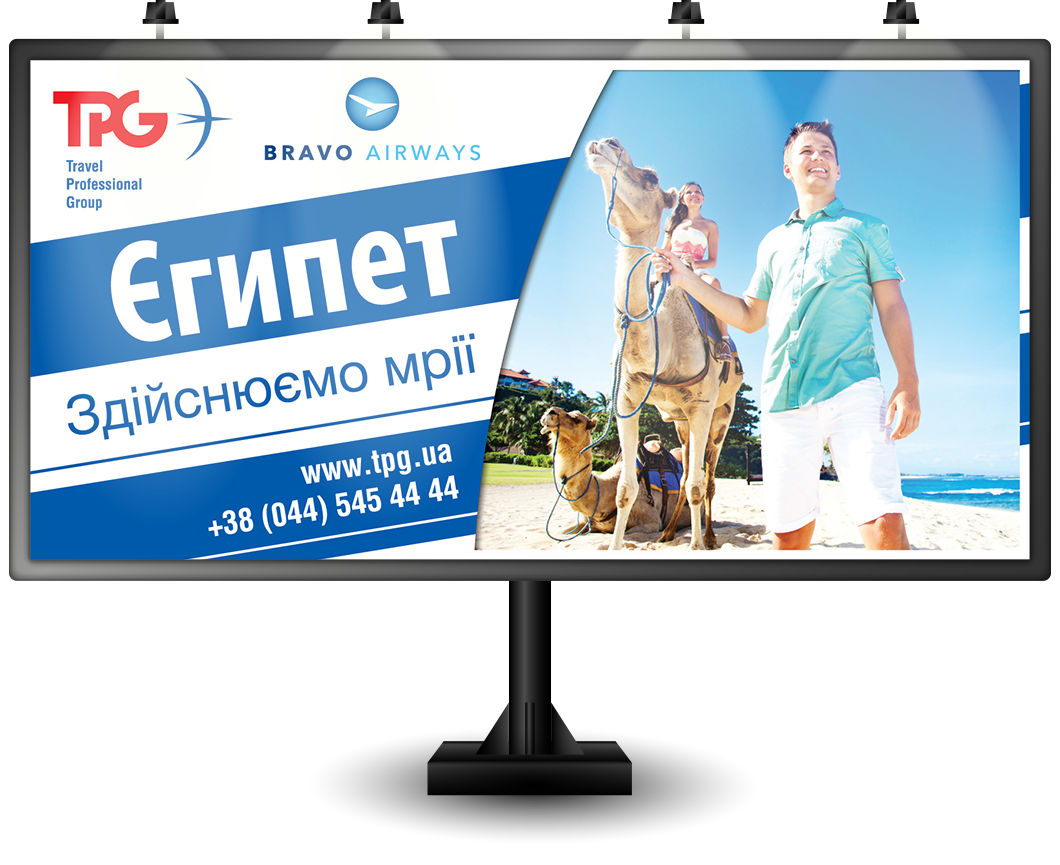 TPG
Travel
Professional
Group
BRAVO AIRWAYS
Єгипет
Здійснюємо мрії
www.tpg.ua
+38 (044) 545 44 44